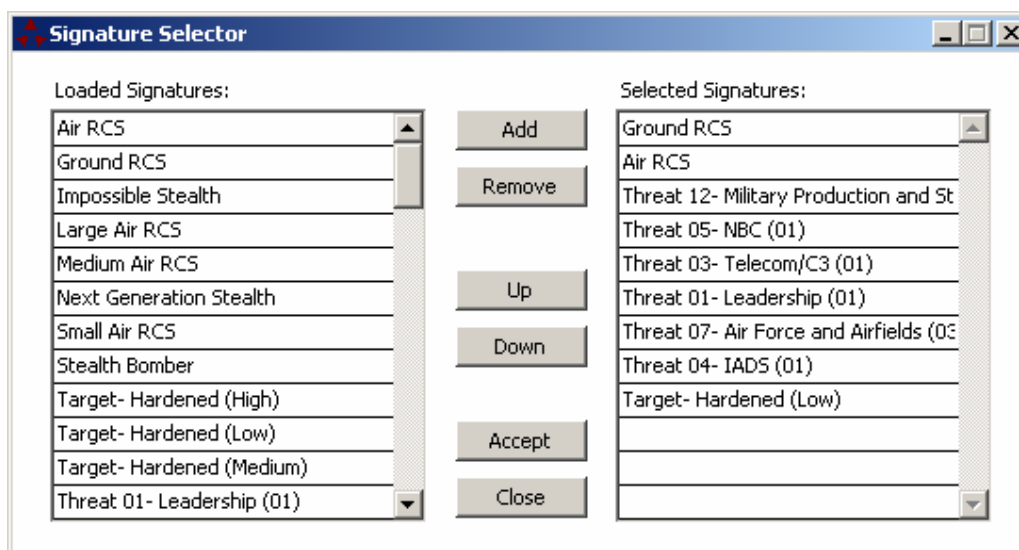 Signature Selector
Loaded Signatures:
Air RCS
Ground RCS
Impossible Stealth
Large Air RCS
Medium Air RCS
Next Generation Stealth
Small Air RCS
Stealth Bomber
Target- Hardened (High)
Target- Hardened (Low)
Target- Hardened (Medium)
Threat 01- Leadership (01)
Add
Remove
Up
Down
Accept
Close
Selected Signatures:
Ground RCS
Air RCS
Threat 12- Military Production and St
Threat 05- NBC (01)
Threat 03- Telecom/C3 (01)
Threat 01- Leadership (01)
Threat 07- Air Force and Airfields (03
Threat 04- IADS (01)
Target- Hardened (Low)